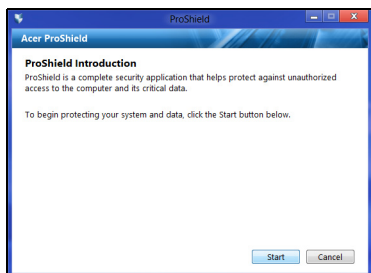 ProShield
Acer ProShield
ProShield Introduction
ProShield is a complete security application that helps protect against unauthorized
access to the computer and its critical data.
To begin protecting your system and data, click the Start button below.
Start Cancel